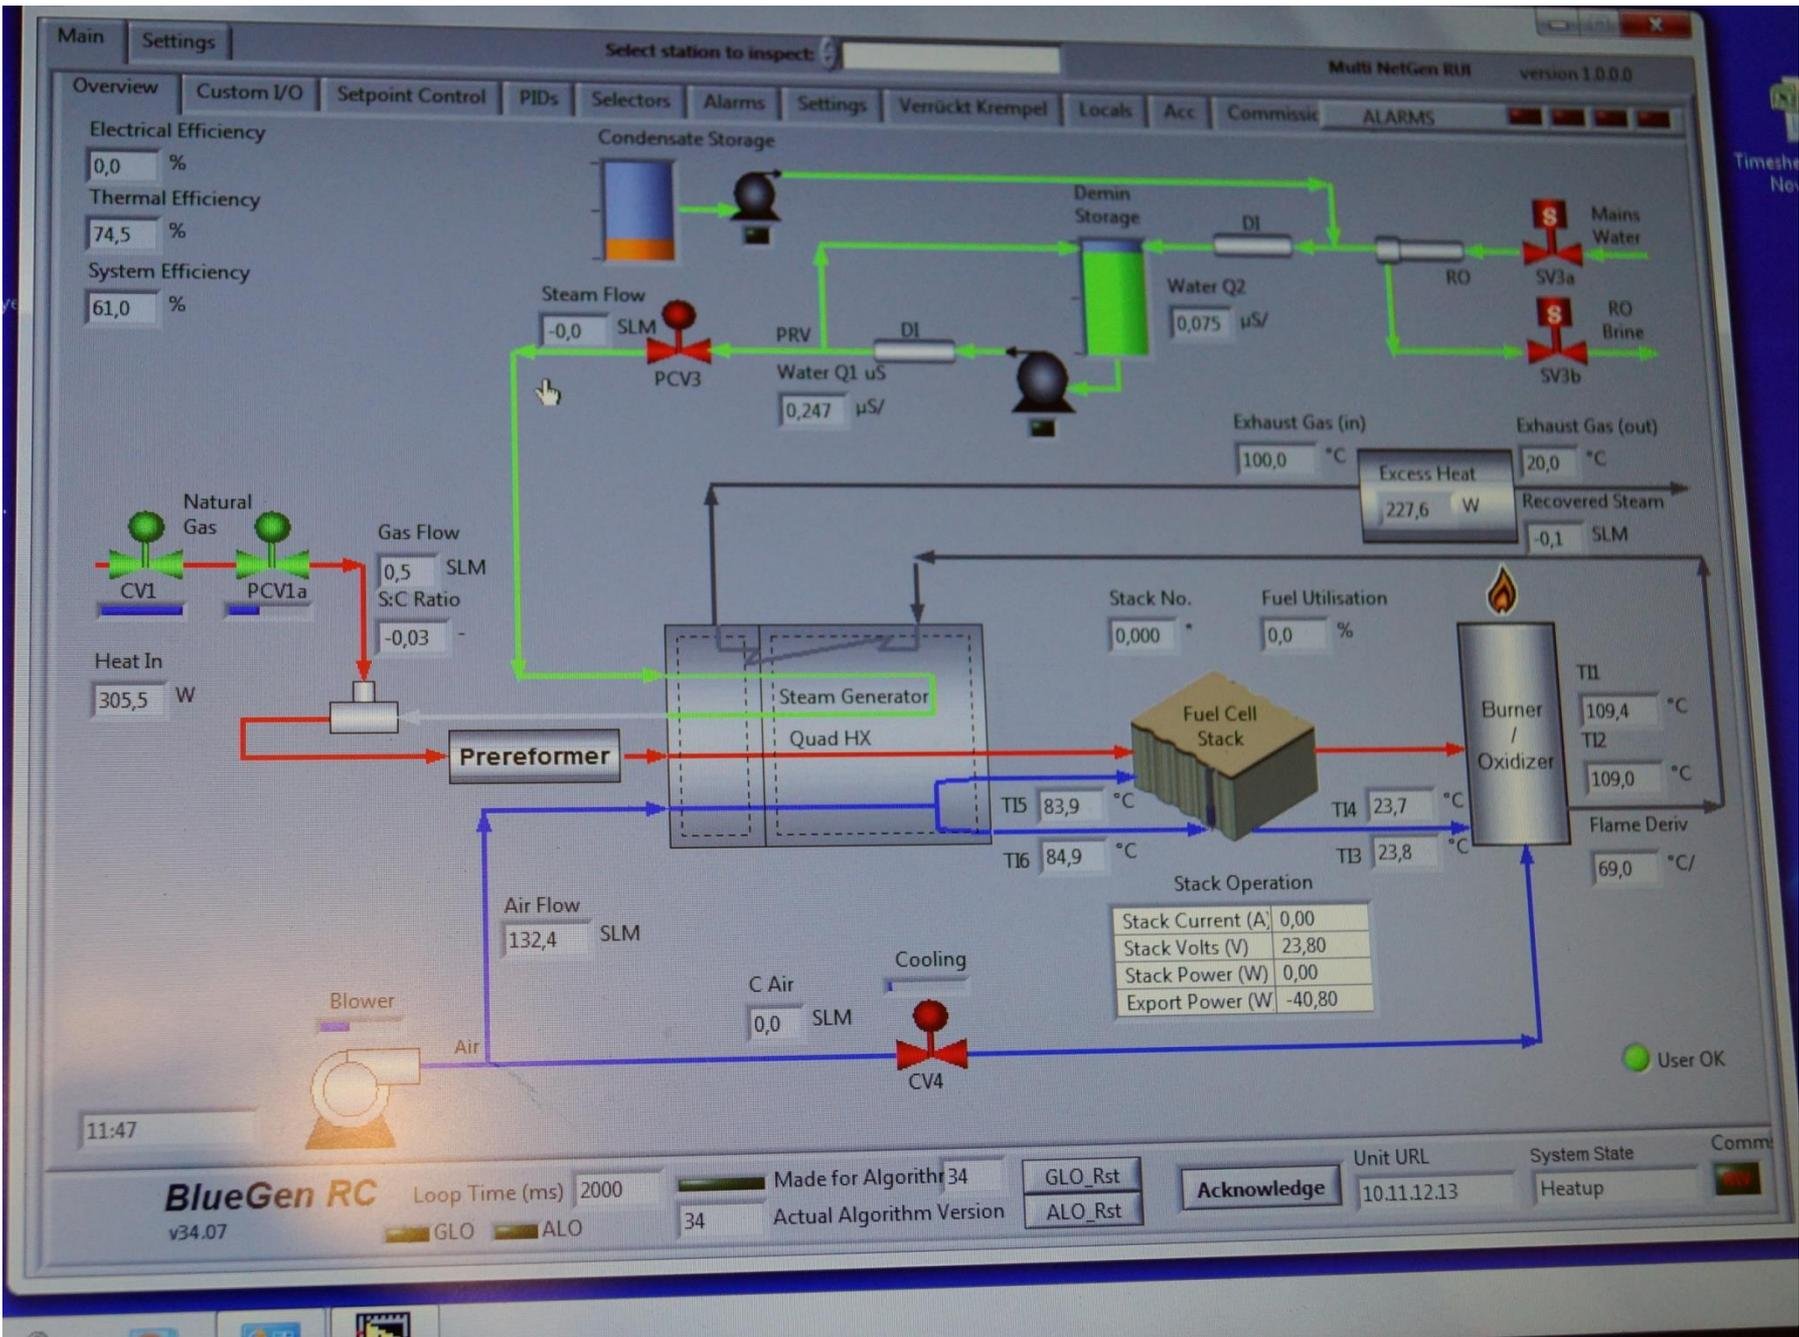 Main
Settings
Select station to inspect:
Multi NetGen RUI version 1.0.0.0
Overview
Custom I/O
Setpoint Control
PIDs
Selectors
Alarms
Settings
Verrückt Krempel
Locals
Acc
Commissic
ALARMS
Timeshe
Nov
Electrical Efficiency
0,0 %
Thermal Efficiency
74,5 %
System Efficiency
61,0 %
Condensate Storage
Demin
Storage
DI
S
Mains
Water
RO
SV3a
Water Q2
0,075 µS/
S
RO
Brine
SV3b
Steam Flow
-0,0 SLM
PCV3
PRV
DI
Water Q1 uS
0,247 µS/
Exhaust Gas (in)
100,0 °C
Excess Heat
227,6 W
Exhaust Gas (out)
20,0 °C
Recovered Steam
-0,1 SLM
Natural
Gas
CV1
PCV1a
Gas Flow
0,5 SLM
S:C Ratio
-0,03 -
Heat In
305,5 W
Prereformer
Steam Generator
Quad HX
Stack No.
0,000 *
Fuel Utilisation
0,0 %
Fuel Cell
Stack
Burner
/
Oxidizer
TI1
109,4 °C
TI2
109,0 °C
TI5 83,9 °C
TI6 84,9 °C
TI4 23,7 °C
TI3 23,8 °C
Flame Deriv
69,0 °C/
Air Flow
132,4 SLM
Stack Operation
Stack Current (A) 0,00
Stack Volts (V) 23,80
Stack Power (W) 0,00
Export Power (W -40,80
Cooling
C Air
0,0 SLM
CV4
Blower
Air
User OK
11:47
BlueGen RC
v34.07
Loop Time (ms) 2000
GLO ALO
Made for Algorithr 34
34 Actual Algorithm Version
GLO_Rst
ALO_Rst
Acknowledge
Unit URL
10.11.12.13
System State
Heatup
Comms